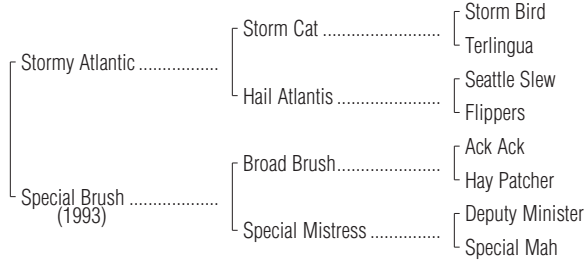 Storm Bird
Storm Cat ........................
Terlingua
Stormy Atlantic ................
Seattle Slew
Hail Atlantis .....................
Flippers
Ack Ack
Broad Brush.....................
Hay Patcher
Special Brush ..................
(1993)
Deputy Minister
Special Mistress ..............
Special Mah